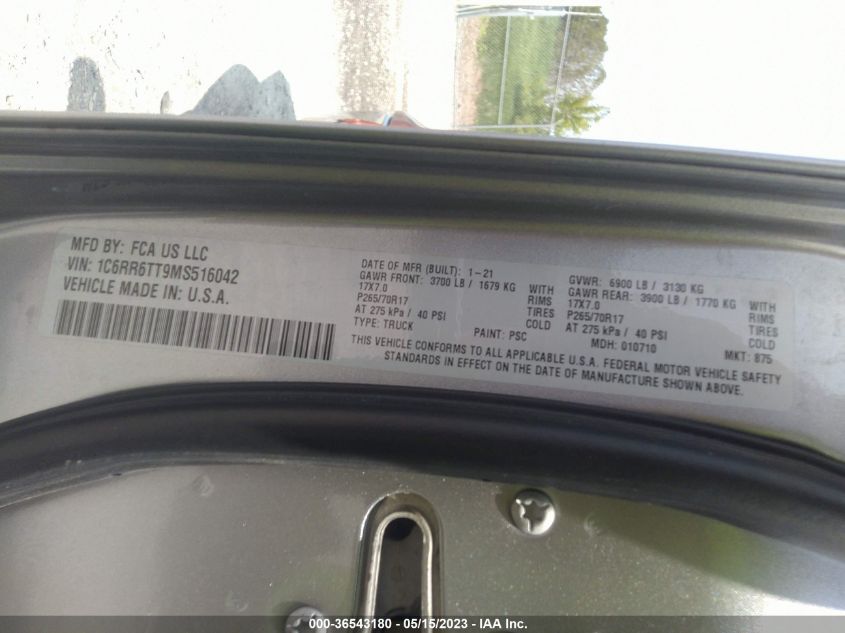 MFD BY: FCA US LLC
VIN: 1C6RR6TT9MS516042
VEHICLE MADE IN: U.S.A.
DATE OF MFR (BUILT): 1-21
GAWR FRONT: 3700 LB / 1679 KG WITH
17X7.0 RIMS
P265/70R17 TIRES
AT 275 kPa / 40 PSI COLD
TYPE: TRUCK PAINT: PSC
GVWR: 6900 LB / 3130 KG
GAWR REAR: 3900 LB / 1770 KG WITH
17X7.0 RIMS
P265/70R17 TIRES
AT 275 kPa / 40 PSI COLD
MDH: 010710 MKT: 875
THIS VEHICLE CONFORMS TO ALL APPLICABLE U.S.A. FEDERAL MOTOR VEHICLE SAFETY
STANDARDS IN EFFECT ON THE DATE OF MANUFACTURE SHOWN ABOVE.
000-36543180 - 05/15/2023 - IAA Inc.